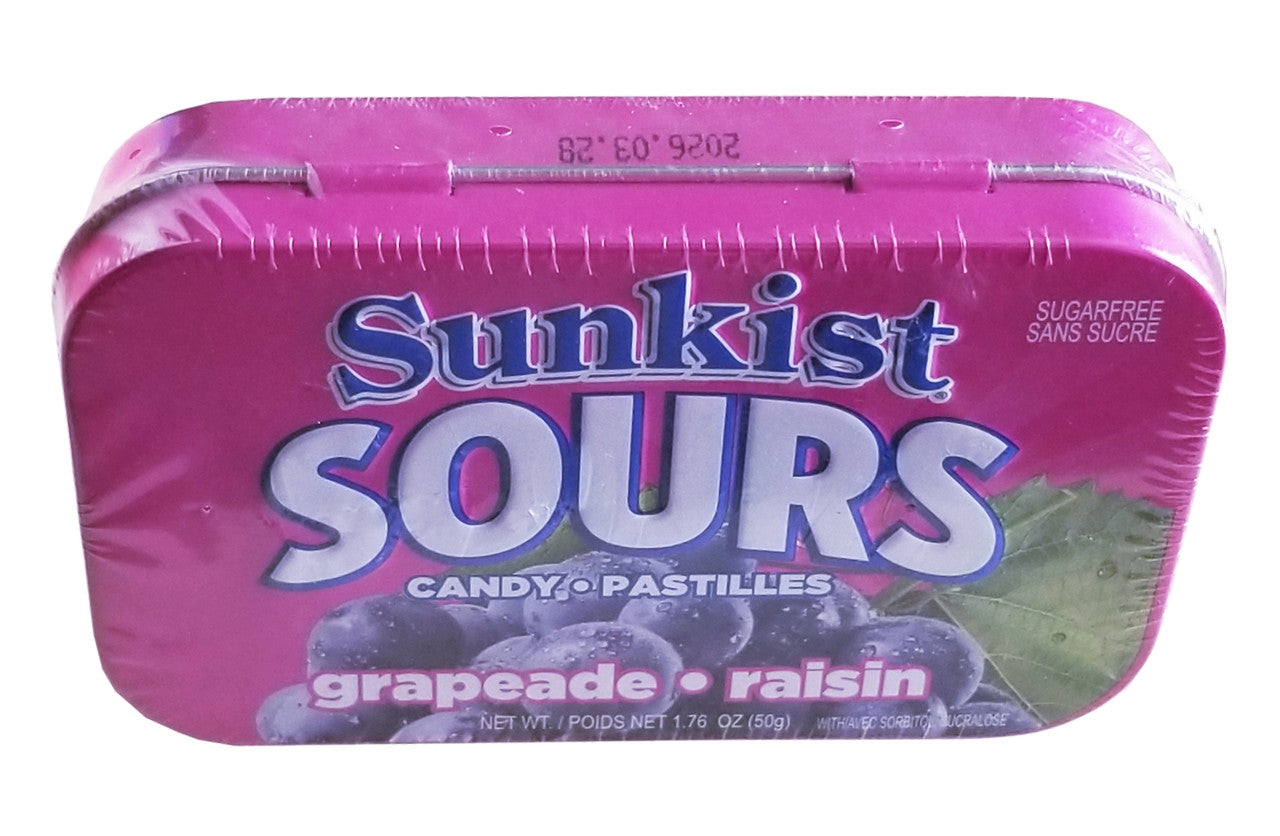 2026.03.28
Sunkist®
SOURS
SUGARFREE
SANS SUCRE
CANDY • PASTILLES
grapeade • raisin
NET WT. / POIDS NET 1.76 OZ (50g)
WITH/AVEC SORBITOL, SUCRALOSE